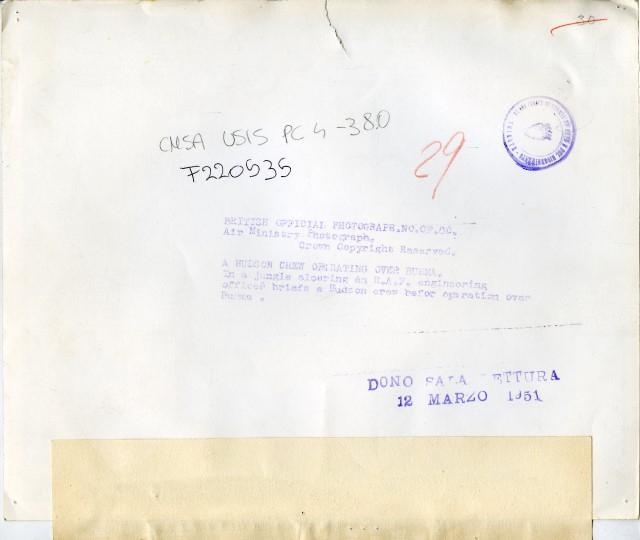 30
CMSA USIS PC 4 -380
F220535
29
BRITISH OFFICIAL PHOTOGRAPH.NO.CF.CC.
Air Ministry Photograph.
Crown Copyright Reserved.
A HUDSON CREW OPERATING OVER BURMA.
In a jungle clearing an R.A.F. engineering
officer briefs a Hudson crew befor operation over
Burma .
DONO SALA LETTURA
12 MARZO 1951